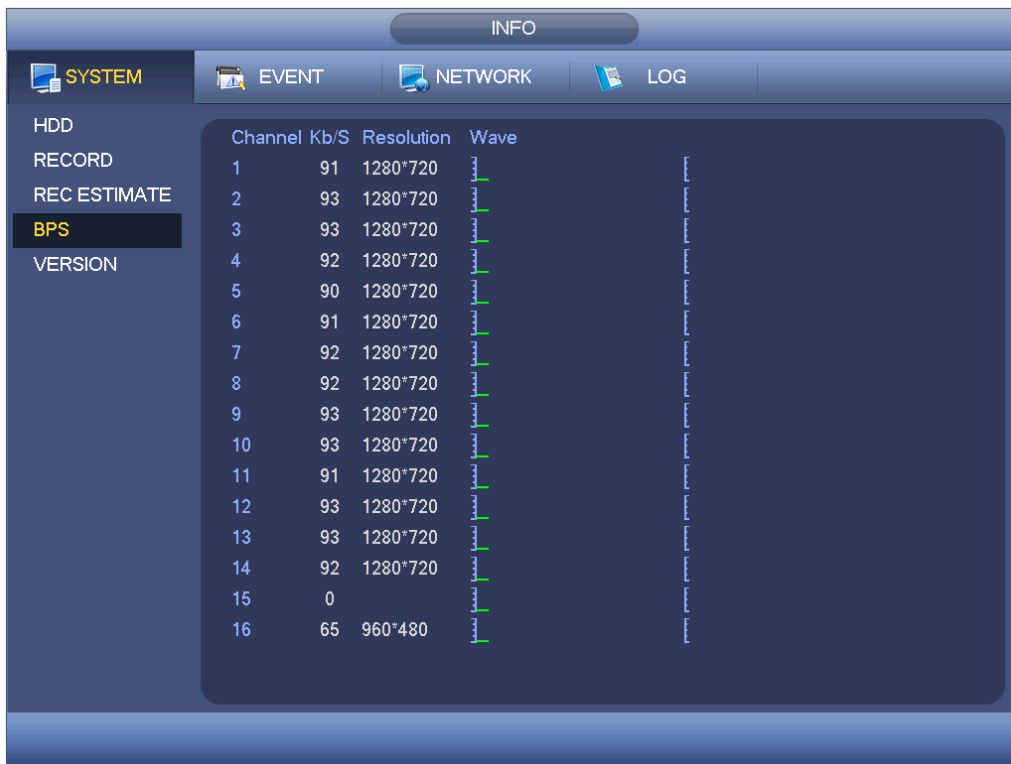 INFO
SYSTEM EVENT NETWORK LOG
HDD
RECORD
REC ESTIMATE
BPS
VERSION
Channel Kb/S Resolution Wave
1 91 1280*720
2 93 1280*720
3 93 1280*720
4 92 1280*720
5 90 1280*720
6 91 1280*720
7 92 1280*720
8 92 1280*720
9 93 1280*720
10 93 1280*720
11 91 1280*720
12 93 1280*720
13 93 1280*720
14 92 1280*720
15 0
16 65 960*480